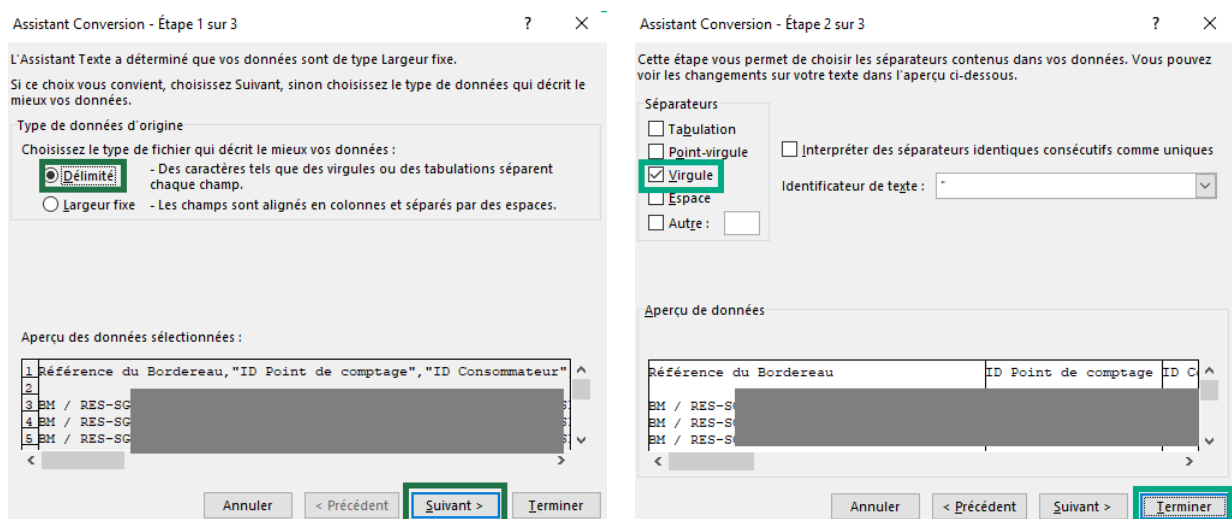 Assistant Conversion - Étape 1 sur 3
? ×
L'Assistant Texte a déterminé que vos données sont de type Largeur fixe.
Si ce choix vous convient, choisissez Suivant, sinon choisissez le type de données qui décrit le
mieux vos données.
Type de données d'origine
Choisissez le type de fichier qui décrit le mieux vos données :
Délimité - Des caractères tels que des virgules ou des tabulations séparent
chaque champ.
Largeur fixe - Les champs sont alignés en colonnes et séparés par des espaces.
Aperçu des données sélectionnées :
1 Référence du Bordereau,"ID Point de comptage","ID Consommateur"
2
3 BM / RES-SG
4 BM / RES-SG
5 BM / RES-SG
Annuler < Précédent Suivant > Terminer
Assistant Conversion - Étape 2 sur 3
? ×
Cette étape vous permet de choisir les séparateurs contenus dans vos données. Vous pouvez
voir les changements sur votre texte dans l'aperçu ci-dessous.
Séparateurs
Tabulation
Point-virgule
Virgule
Espace
Autre :
Interpréter des séparateurs identiques consécutifs comme uniques
Identificateur de texte : "
Aperçu de données
Référence du Bordereau ID Point de comptage ID
BM / RES-S
BM / RES-S
BM / RES-S
Annuler < Précédent Suivant > Terminer